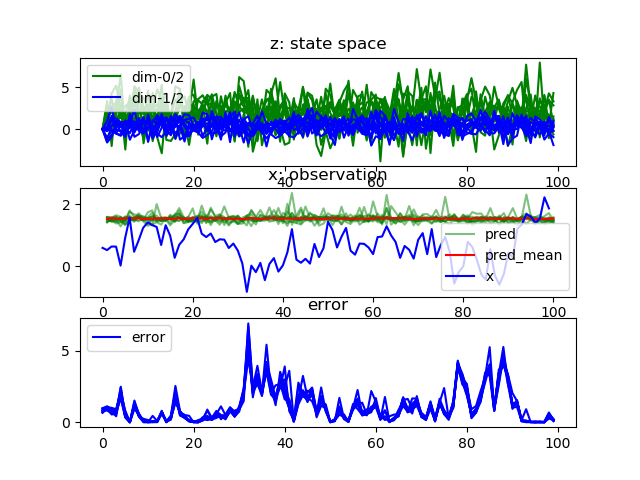 z: state space
5
0
dim-0/2
dim-1/2
0 20 40 60 80 100
x: observation
2
0
pred
pred_mean
x
0 20 40 60 80 100
error
5
0
error
0 20 40 60 80 100